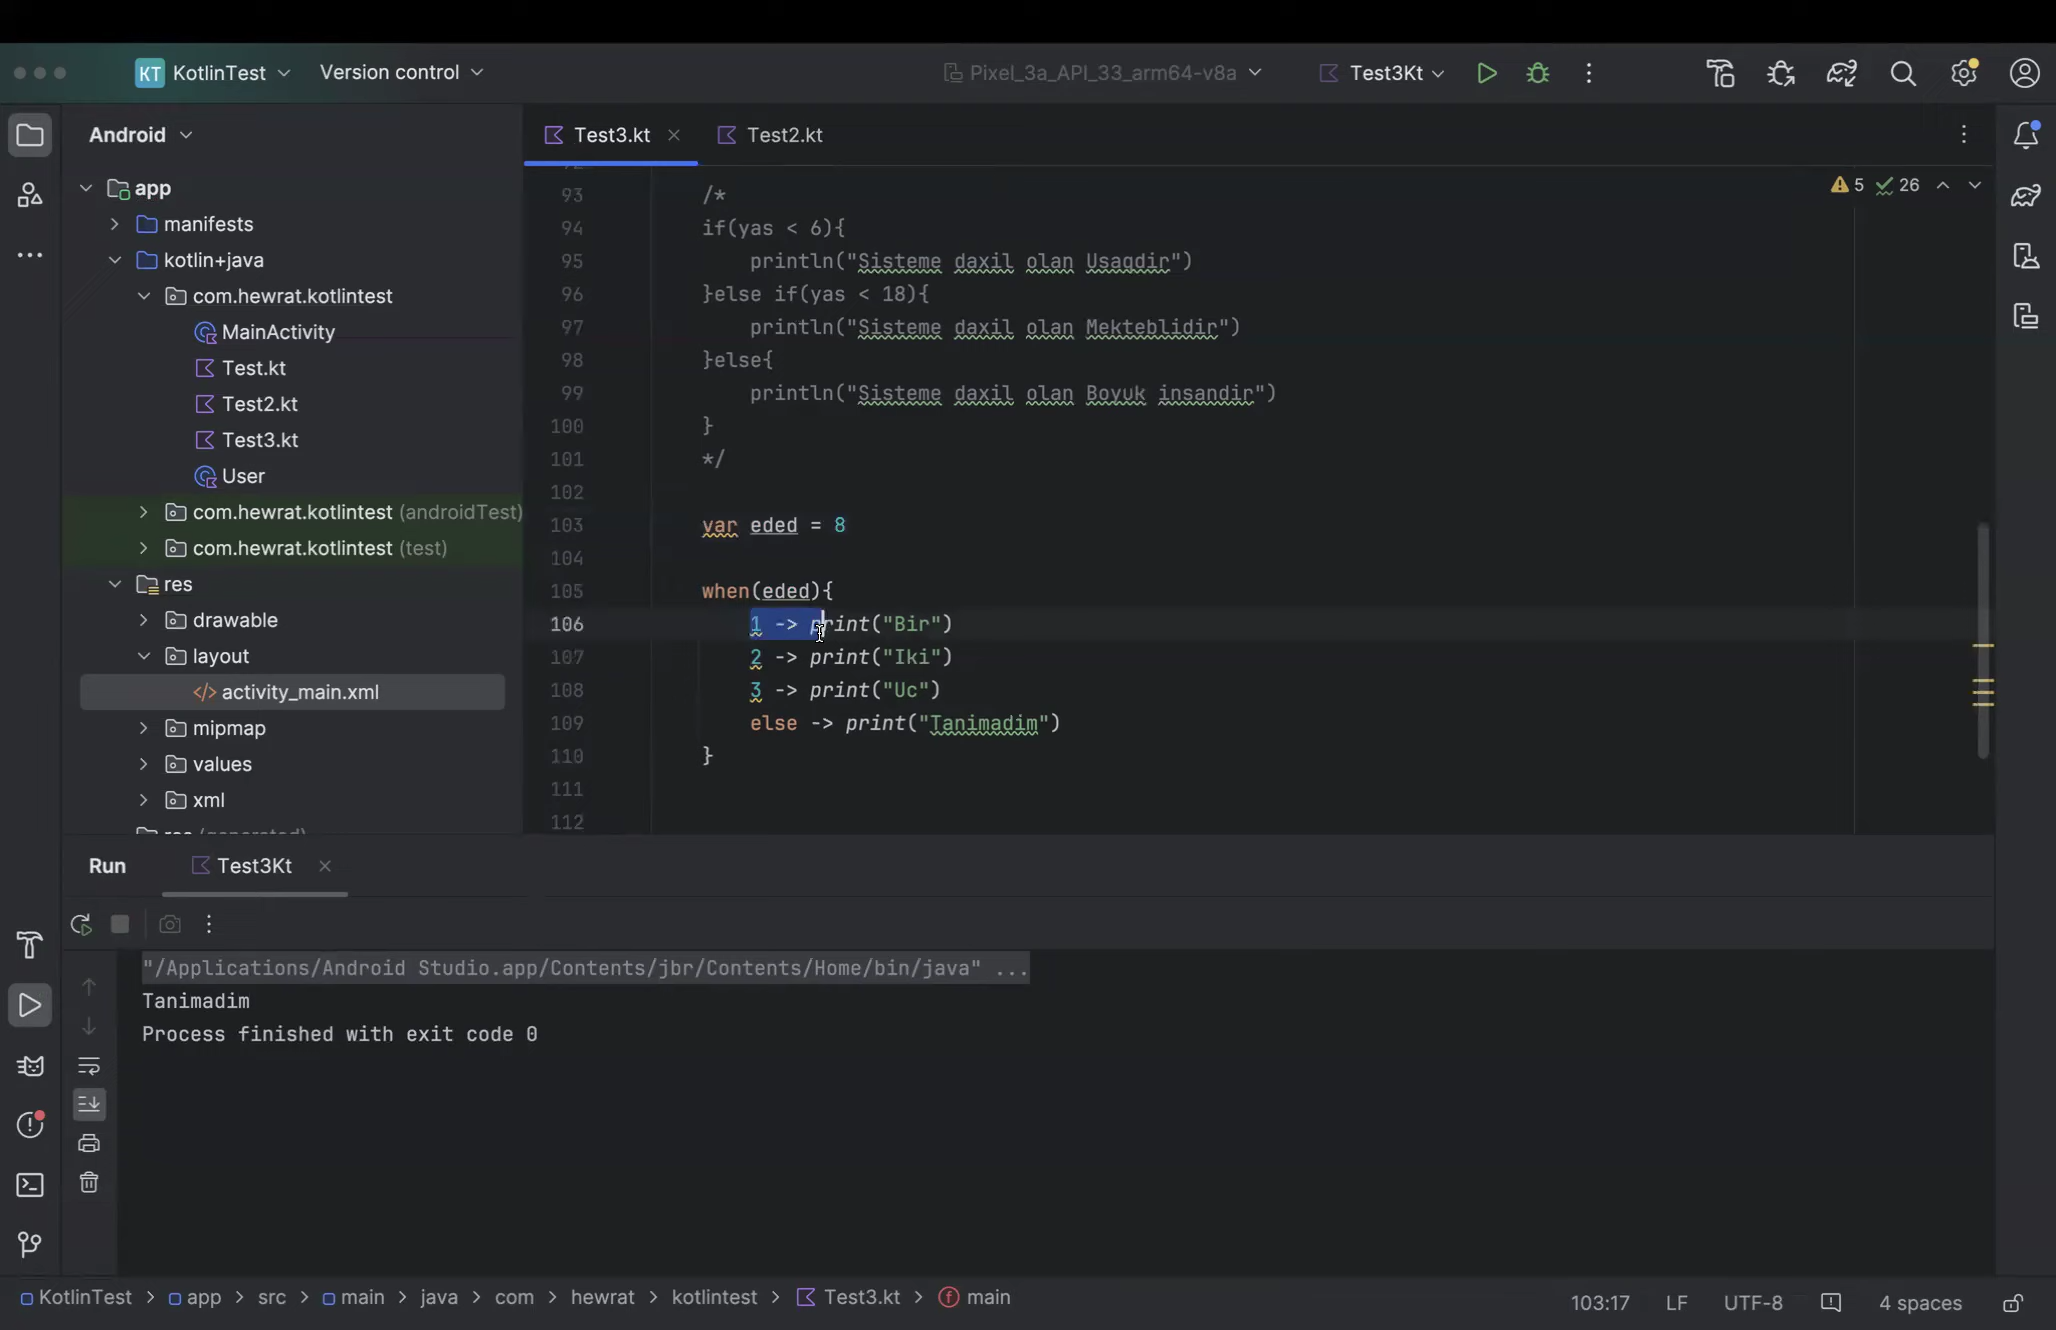 KT KotlinTest Version control Pixel_3a_API_33_arm64-v8a Test3Kt
Android
app
manifests
kotlin+java
com.hewrat.kotlintest
MainActivity
Test.kt
Test2.kt
Test3.kt
User
com.hewrat.kotlintest (androidTest)
com.hewrat.kotlintest (test)
res
drawable
layout
</> activity_main.xml
mipmap
values
xml
res (generated)
Test3.kt Test2.kt
5 26
93 /*
94 if(yas < 6){
95 println("Sisteme daxil olan Usaqdir")
96 }else if(yas < 18){
97 println("Sisteme daxil olan Mekteblidir")
98 }else{
99 println("Sisteme daxil olan Boyuk insandir")
100 }
101 */
102
103 var eded = 8
104
105 when(eded){
106 1 -> print("Bir")
107 2 -> print("Iki")
108 3 -> print("Uc")
109 else -> print("Tanimadim")
110 }
111
112
Run Test3Kt
"/Applications/Android Studio.app/Contents/jbr/Contents/Home/bin/java" ...
Tanimadim
Process finished with exit code 0
KotlinTest > app > src > main > java > com > hewrat > kotlintest > Test3.kt > main
103:17 LF UTF-8 4 spaces